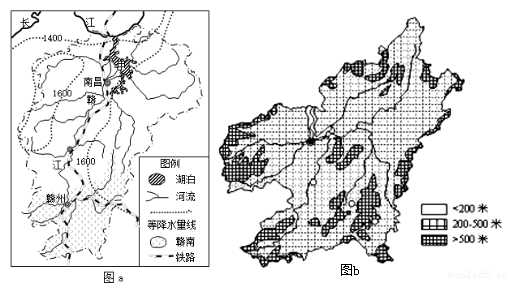 长 江
1400
南昌
1600
赣
1600
江
赣州
图例
湖泊
河流
等降水量线
赣南
铁路
图a
<200 米
200-500 米
>500 米
图b